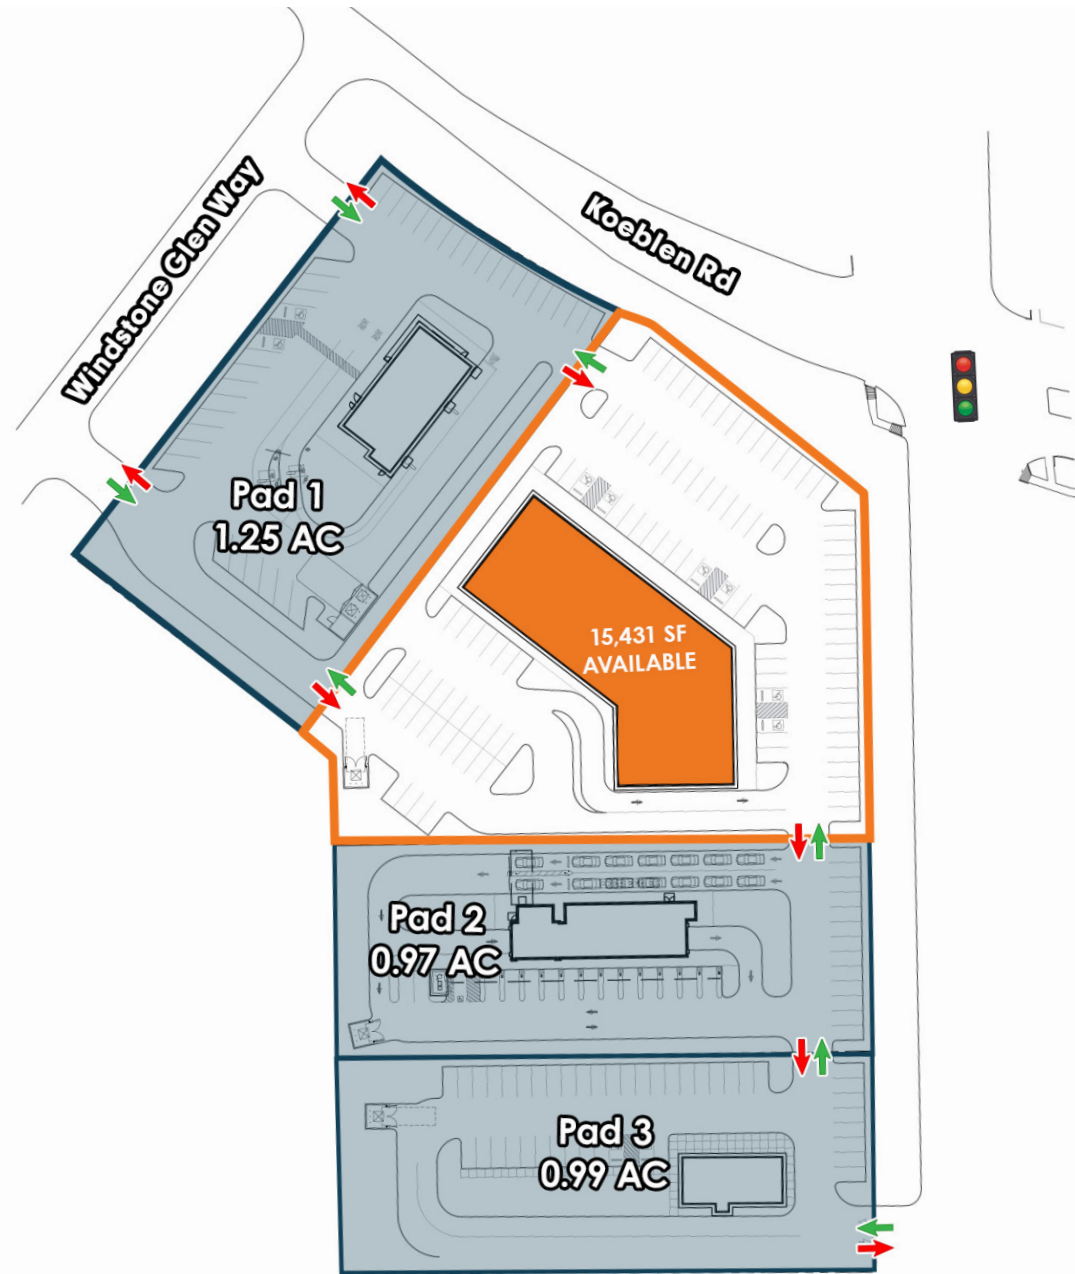 Windstone Glen Way
Koeblen Rd
Pad 1
1.25 AC
15,431 SF
AVAILABLE
Pad 2
0.97 AC
Pad 3
0.99 AC